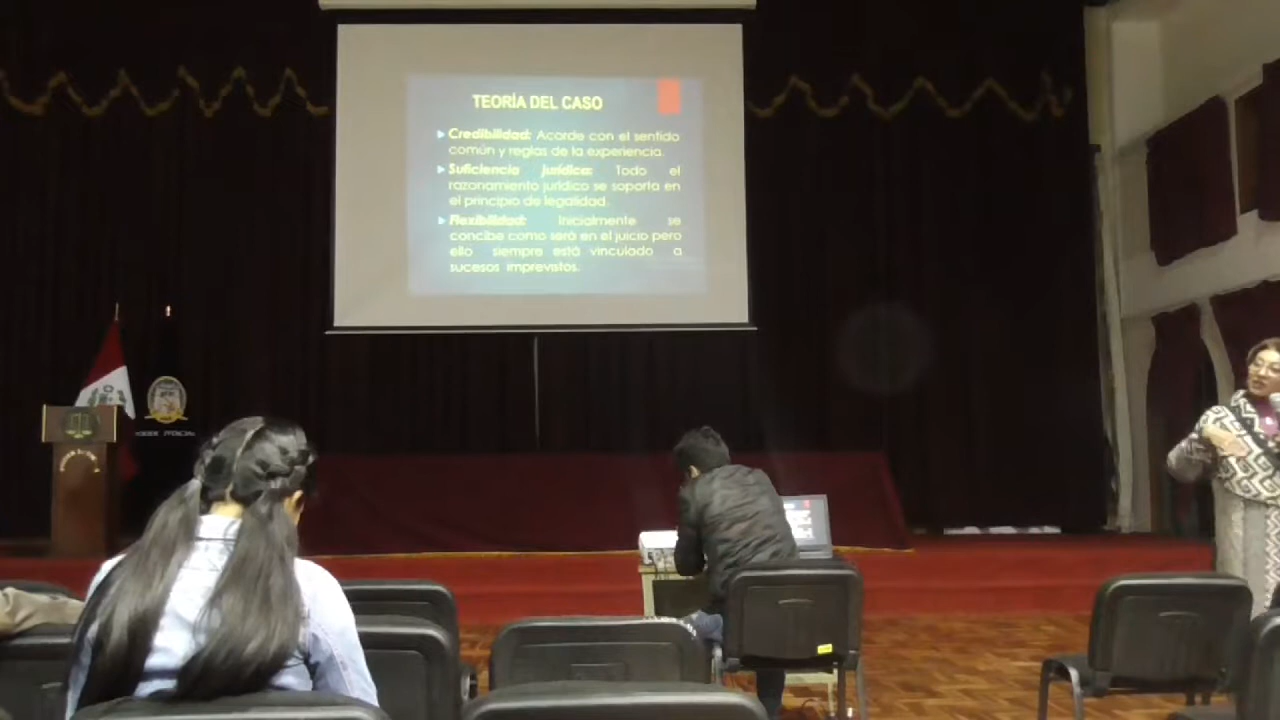 TEORÍA DEL CASO
Credibilidad: Acorde con el sentido
común y reglas de la experiencia.
Suficiencia jurídica: Todo el
razonamiento jurídico se soporta en
el principio de legalidad.
Flexibilidad: Inicialmente se
concibe como será en el juicio pero
ello siempre está vinculado a
sucesos imprevistos.
PODER JUDICIAL